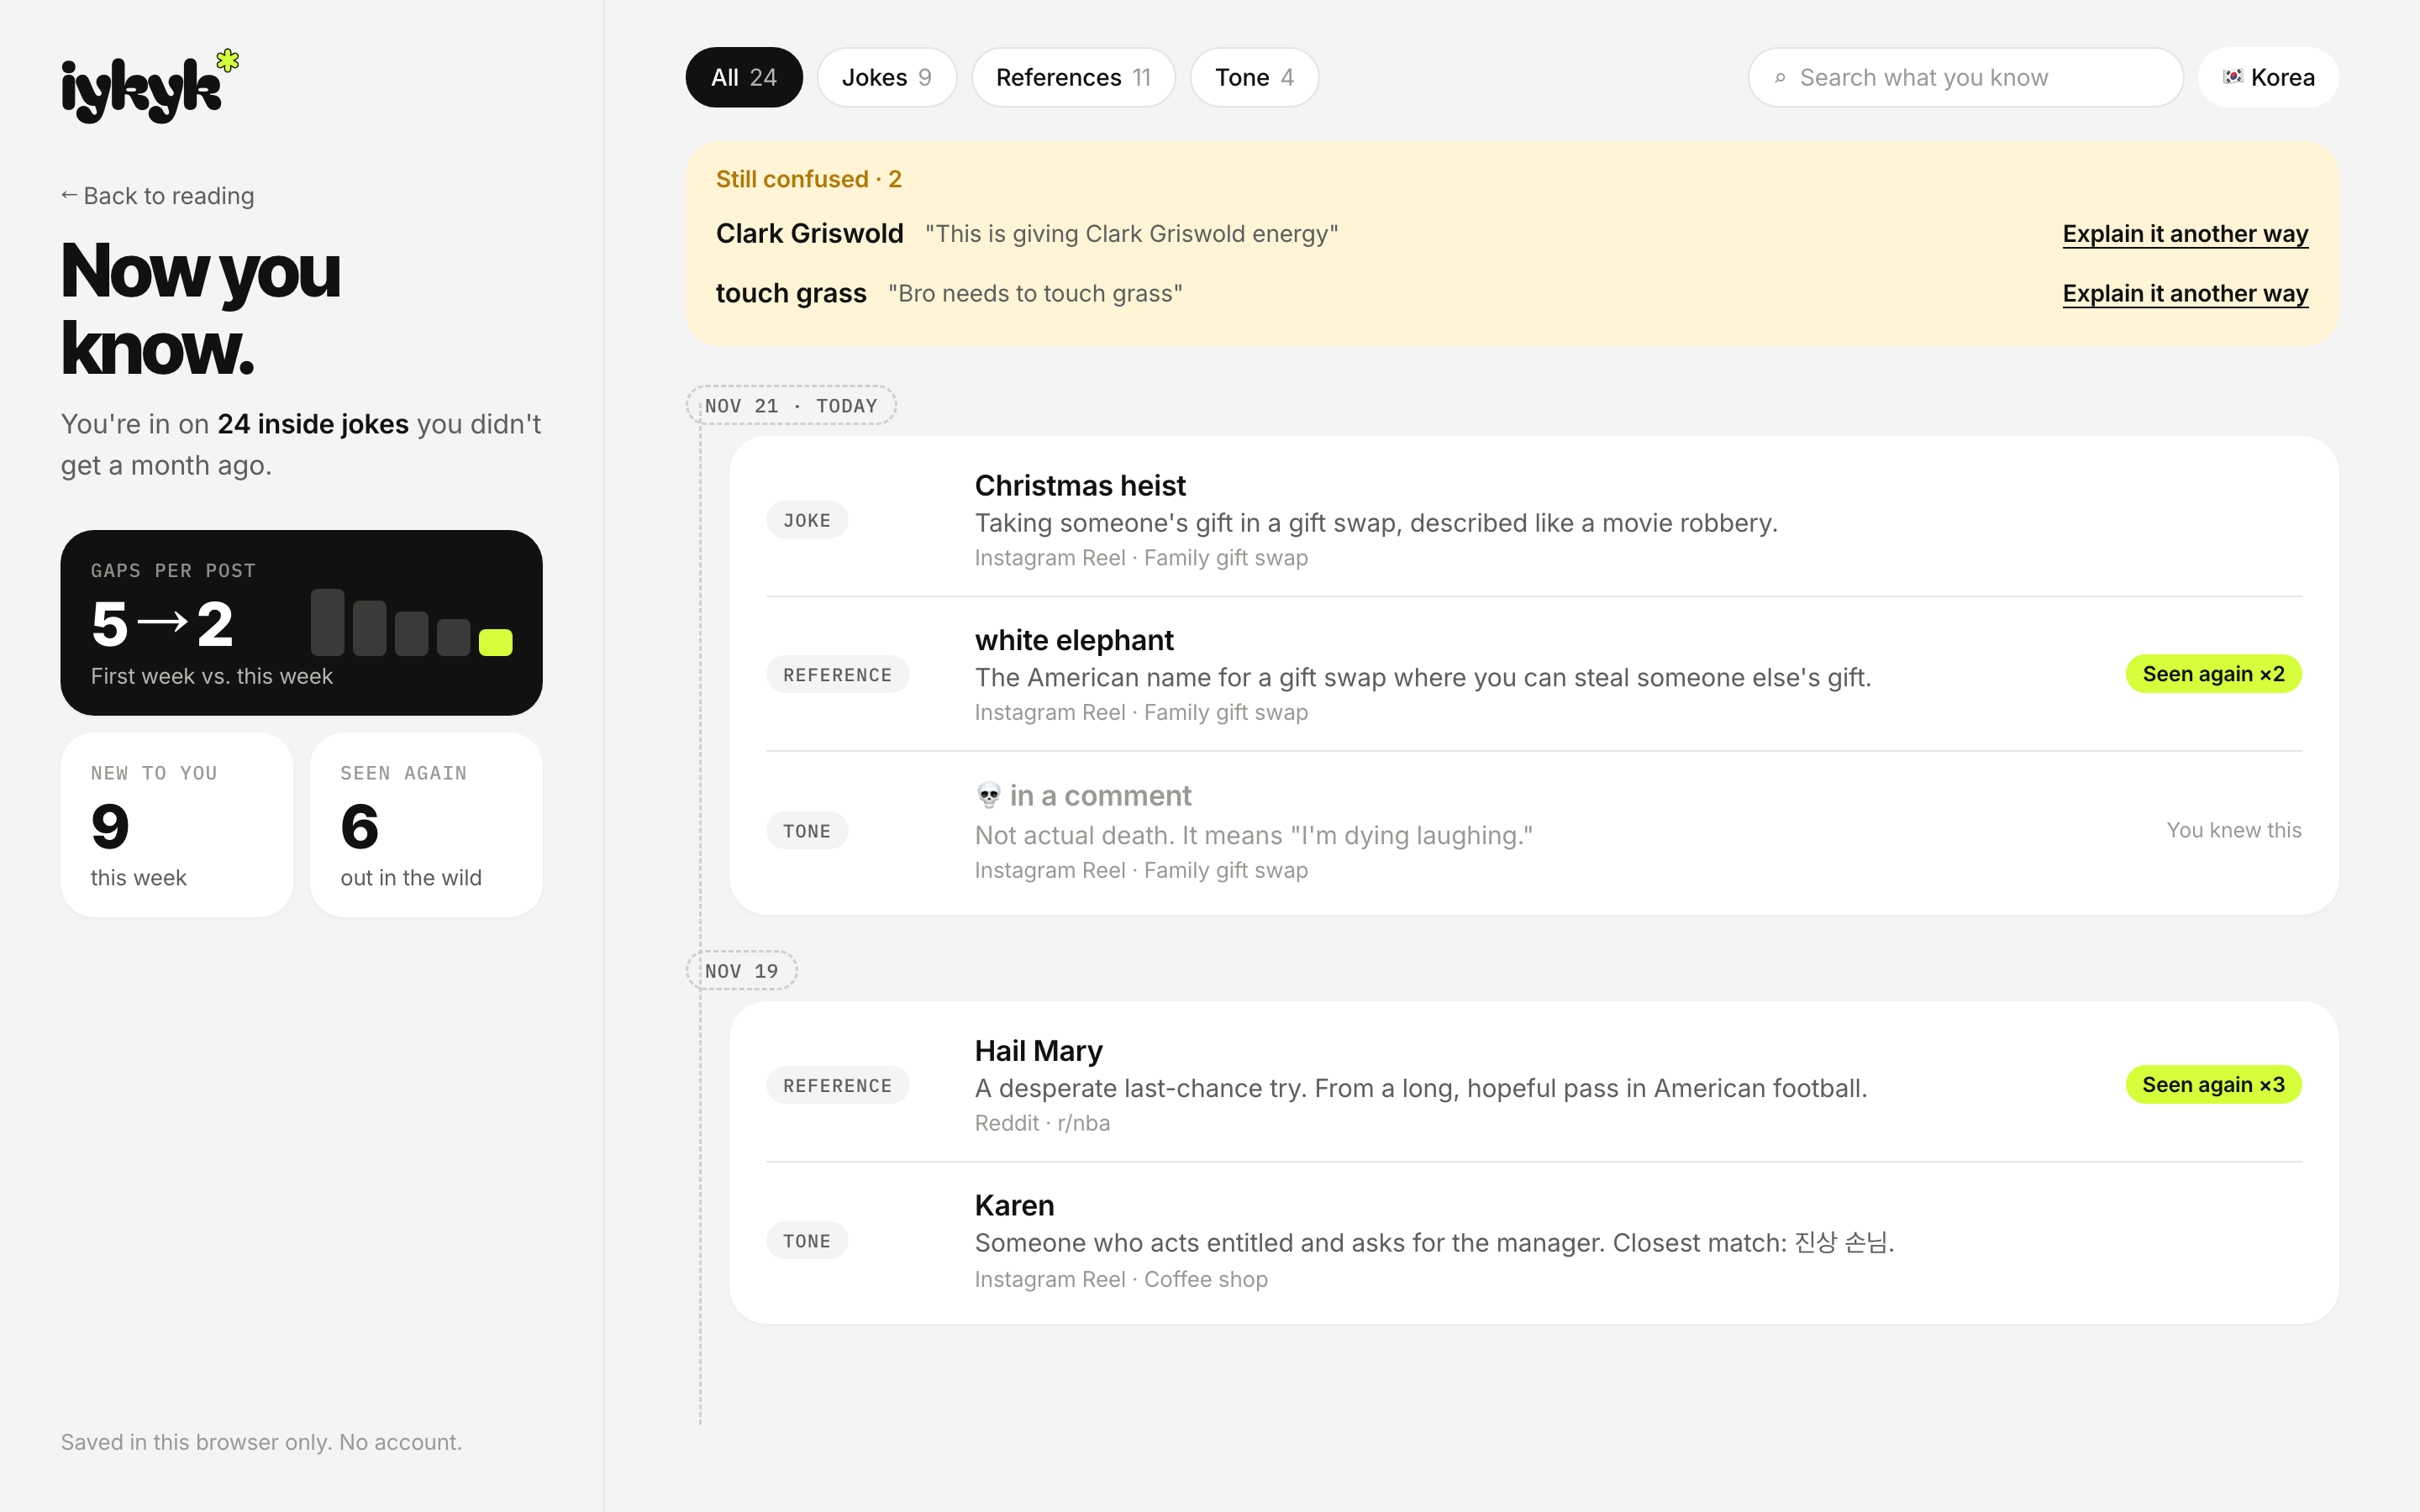 iykyk*
← Back to reading
Now you
know.
You're in on 24 inside jokes you didn't
get a month ago.
GAPS PER POST
5→2
First week vs. this week
NEW TO YOU
9
this week
SEEN AGAIN
6
out in the wild
Saved in this browser only. No account.
All 24
Jokes 9
References 11
Tone 4
Search what you know
🇰🇷 Korea
Still confused · 2
Clark Griswold "This is giving Clark Griswold energy" Explain it another way
touch grass "Bro needs to touch grass" Explain it another way
NOV 21 · TODAY
JOKE
Christmas heist
Taking someone's gift in a gift swap, described like a movie robbery.
Instagram Reel · Family gift swap
REFERENCE
white elephant
The American name for a gift swap where you can steal someone else's gift.
Instagram Reel · Family gift swap
Seen again ×2
TONE
💀 in a comment
Not actual death. It means "I'm dying laughing."
Instagram Reel · Family gift swap
You knew this
NOV 19
REFERENCE
Hail Mary
A desperate last-chance try. From a long, hopeful pass in American football.
Reddit · r/nba
Seen again ×3
TONE
Karen
Someone who acts entitled and asks for the manager. Closest match: 진상 손님.
Instagram Reel · Coffee shop